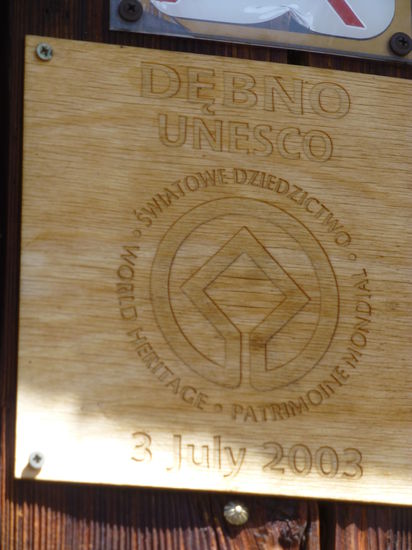 DĘBNO
UNESCO
ŚWIATOWE DZIEDZICTWO • PATRIMOINE MONDIAL • WORLD HERITAGE •
3 July 2003